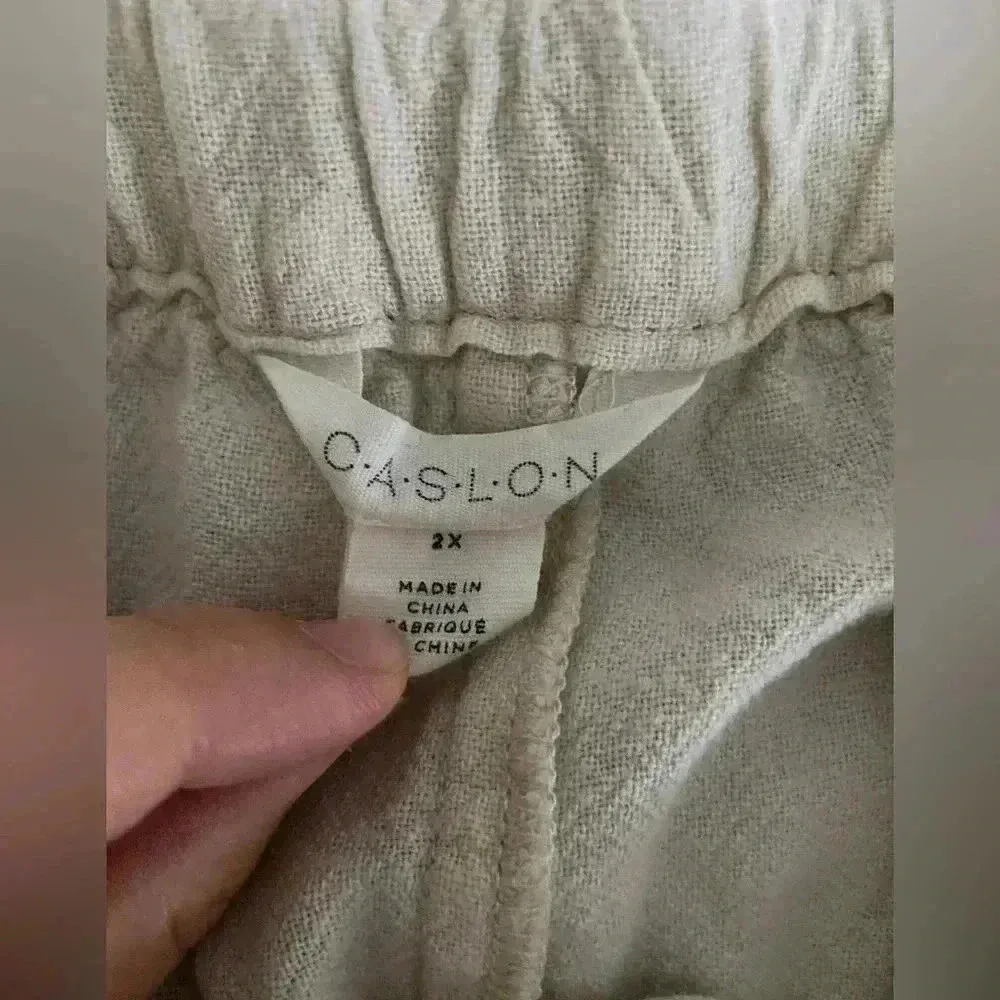 C·A·S·L·O·N
2X
MADE IN
CHINA
FABRIQUÉ
CHINE